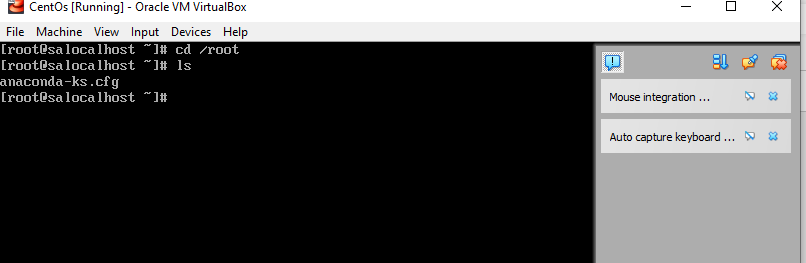 CentOs [Running] - Oracle VM VirtualBox
File Machine View Input Devices Help
[root@salocalhost ~]# cd /root
[root@salocalhost ~]# ls
anaconda-ks.cfg
[root@salocalhost ~]#
Mouse integration ...
Auto capture keyboard ...